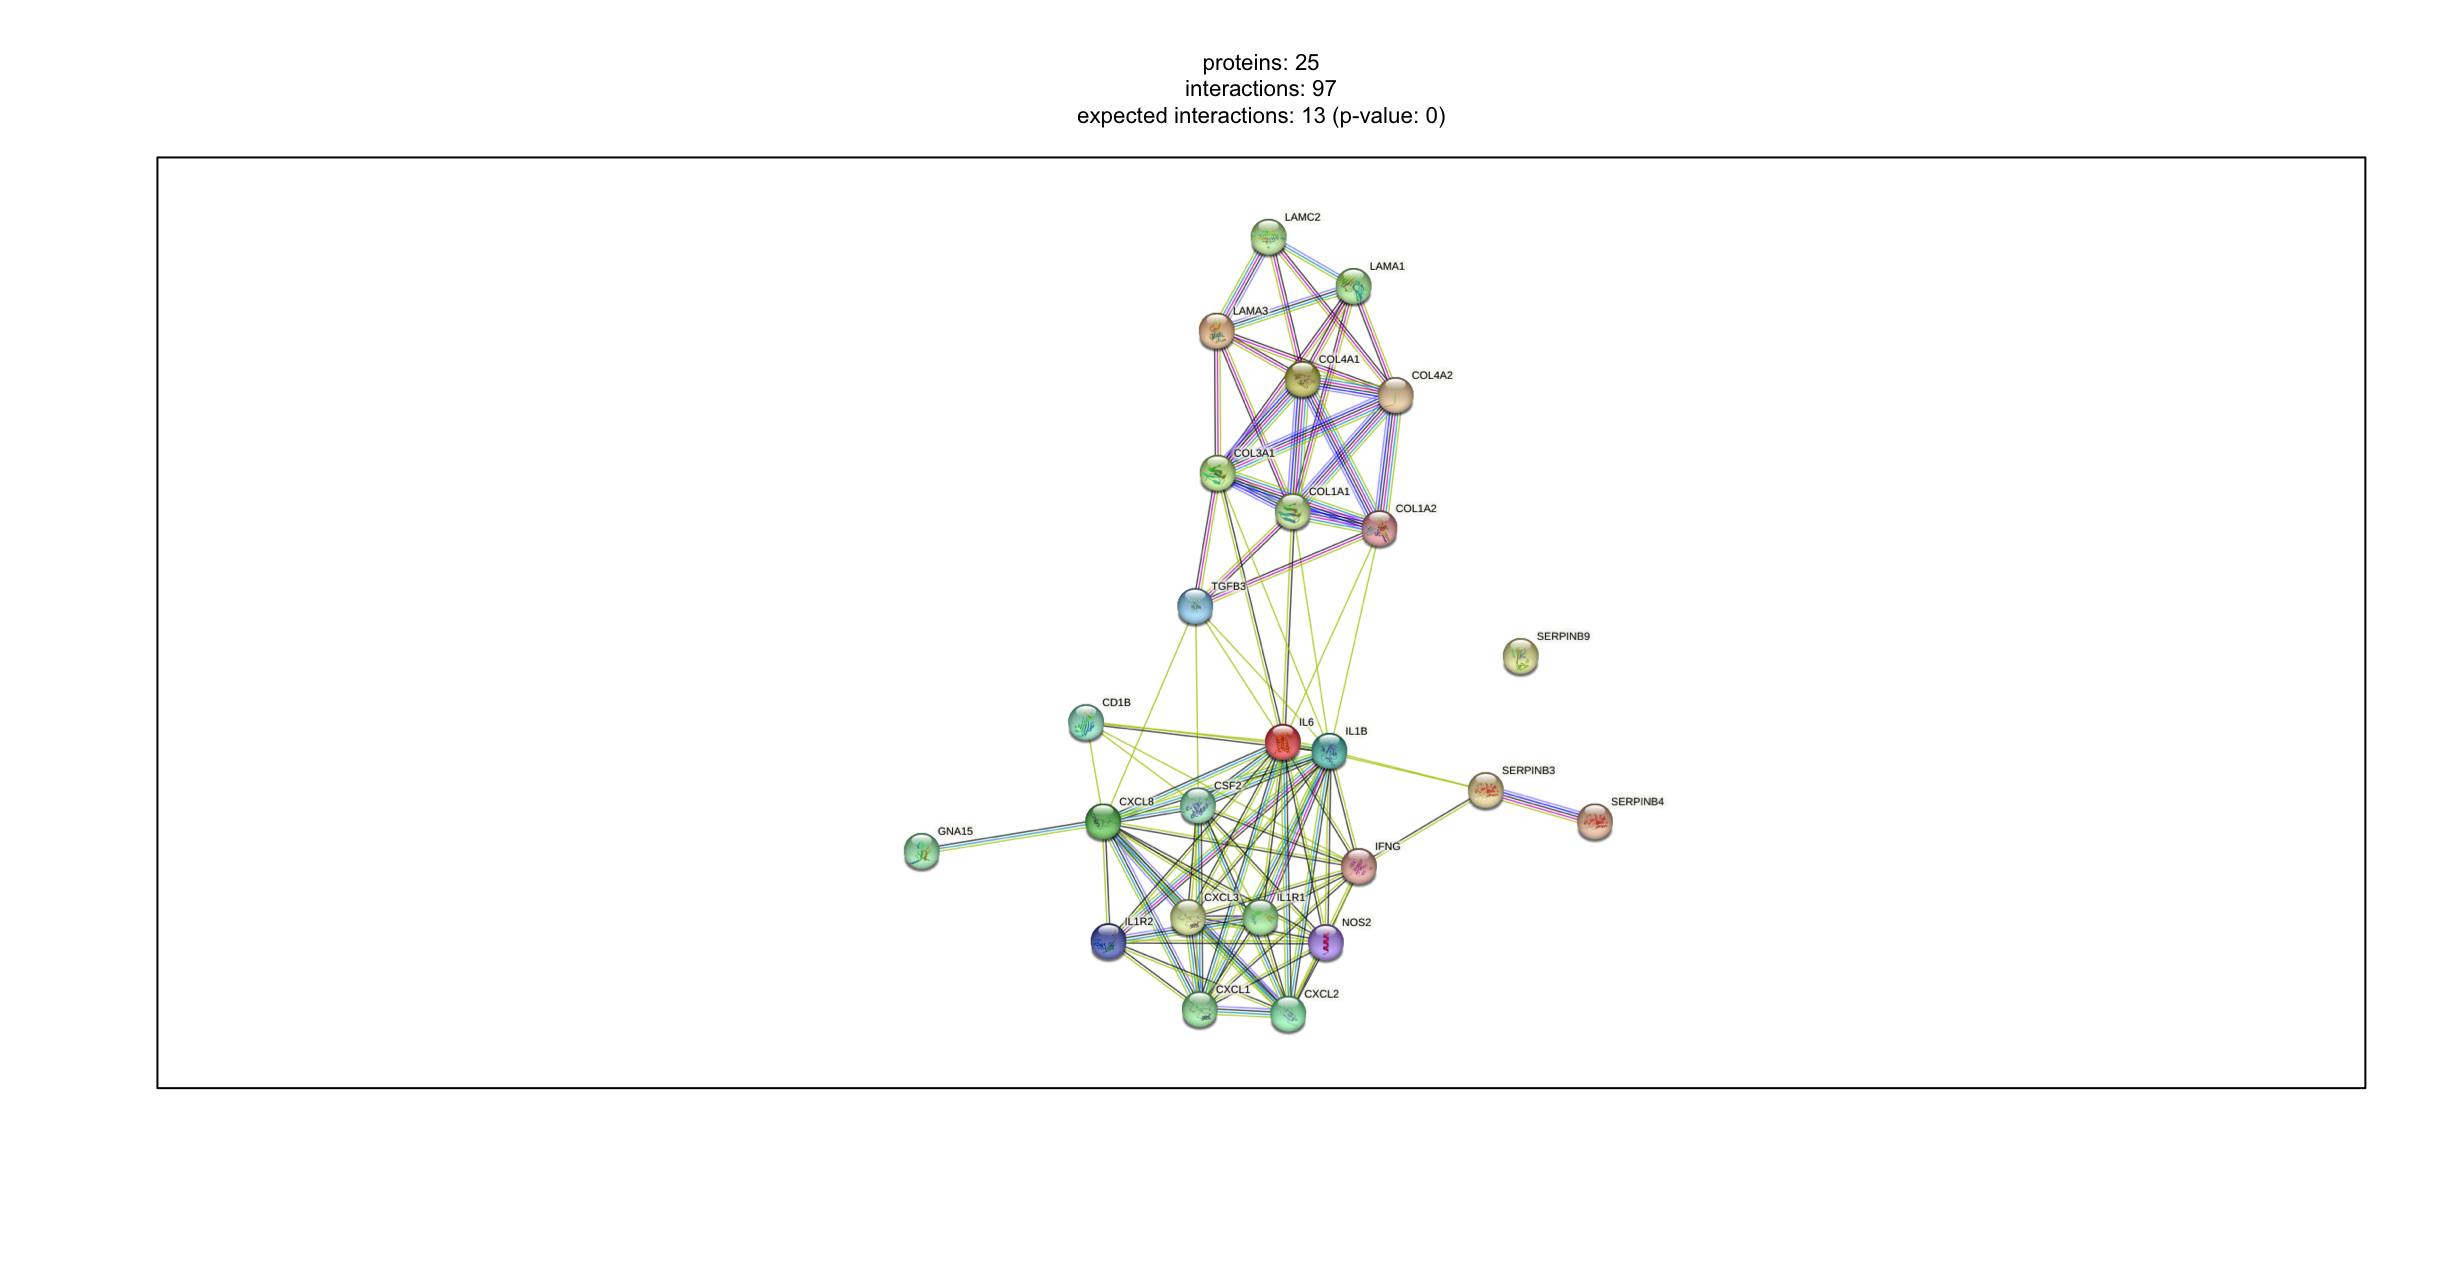 proteins: 25
interactions: 97
expected interactions: 13 (p-value: 0)
LAMC2
LAMA1
LAMA3
COL4A1
COL4A2
COL3A1
COL1A1
COL1A2
TGFB3
SERPINB9
CD1B
IL6
IL1B
SERPINB3
CSF2
CXCL8
SERPINB4
GNA15
IFNG
CXCL3
IL1R1
IL1R2
NOS2
CXCL1
CXCL2